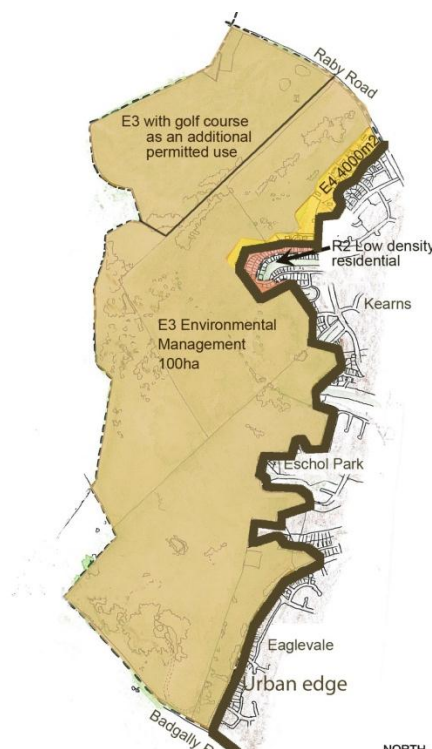 Raby Road
E3 with golf course
as an additional
permitted use
E4 4000m2
R2 Low density
residential
Kearns
E3 Environmental
Management
100ha
Eschol Park
Eaglevale
Urban edge
Badgally
NORTH